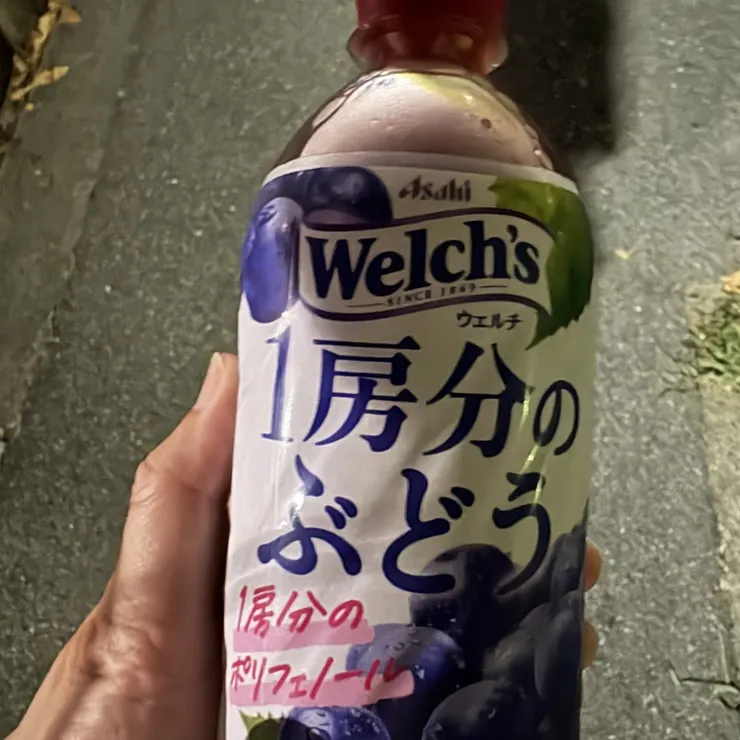 Asahi
Welch's
SINCE 1869
ウェルチ
1房分の
ぶどう
1房分の
ポリフェノール